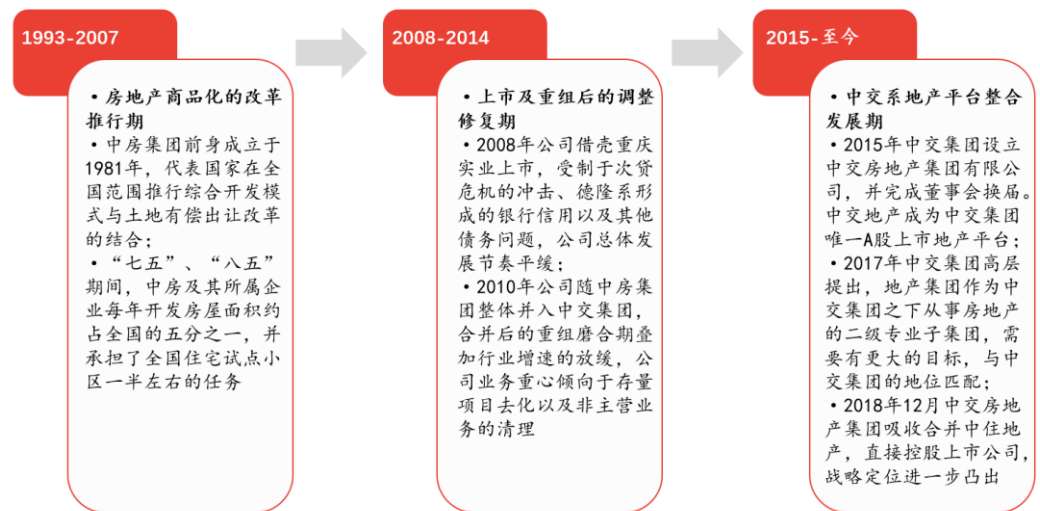 1993-2007
• 房地产商品化的改革
推行期
• 中房集团前身成立于
1981年，代表国家在全
国范围推行综合开发模
式与土地有偿出让改革
的结合；
• “七五”、“八五”
期间，中房及其所属企
业每年开发房屋面积约
占全国的五分之一，并
承担了全国住宅试点小
区一半左右的任务
2008-2014
• 上市及重组后的调整
修复期
• 2008年公司借壳重庆
实业上市，受制于次贷
危机的冲击、德隆系形
成的银行信用以及其他
债务问题，公司总体发
展节奏平缓；
• 2010年公司随中房集
团整体并入中交集团，
合并后的重组磨合期叠
加行业增速的放缓，公
司业务重心倾向于存量
项目去化以及非主营业
务的清理
2015-至今
• 中交系地产平台整合
发展期
• 2015年中交集团设立
中交房地产集团有限公
司，并完成董事会换届。
中交地产成为中交集团
唯一A股上市地产平台；
• 2017年中交集团高层
提出，地产集团作为中
交集团之下从事房地产
的二级专业子集团，需
要有更大的目标，与中
交集团的地位匹配；
• 2018年12月中交房地
产集团吸收合并中住地
产，直接控股上市公司，
战略定位进一步凸出